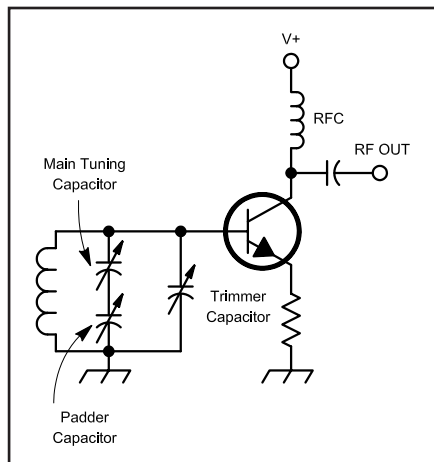 V+
RFC
RF OUT
Main Tuning
Capacitor
Trimmer
Capacitor
Padder
Capacitor